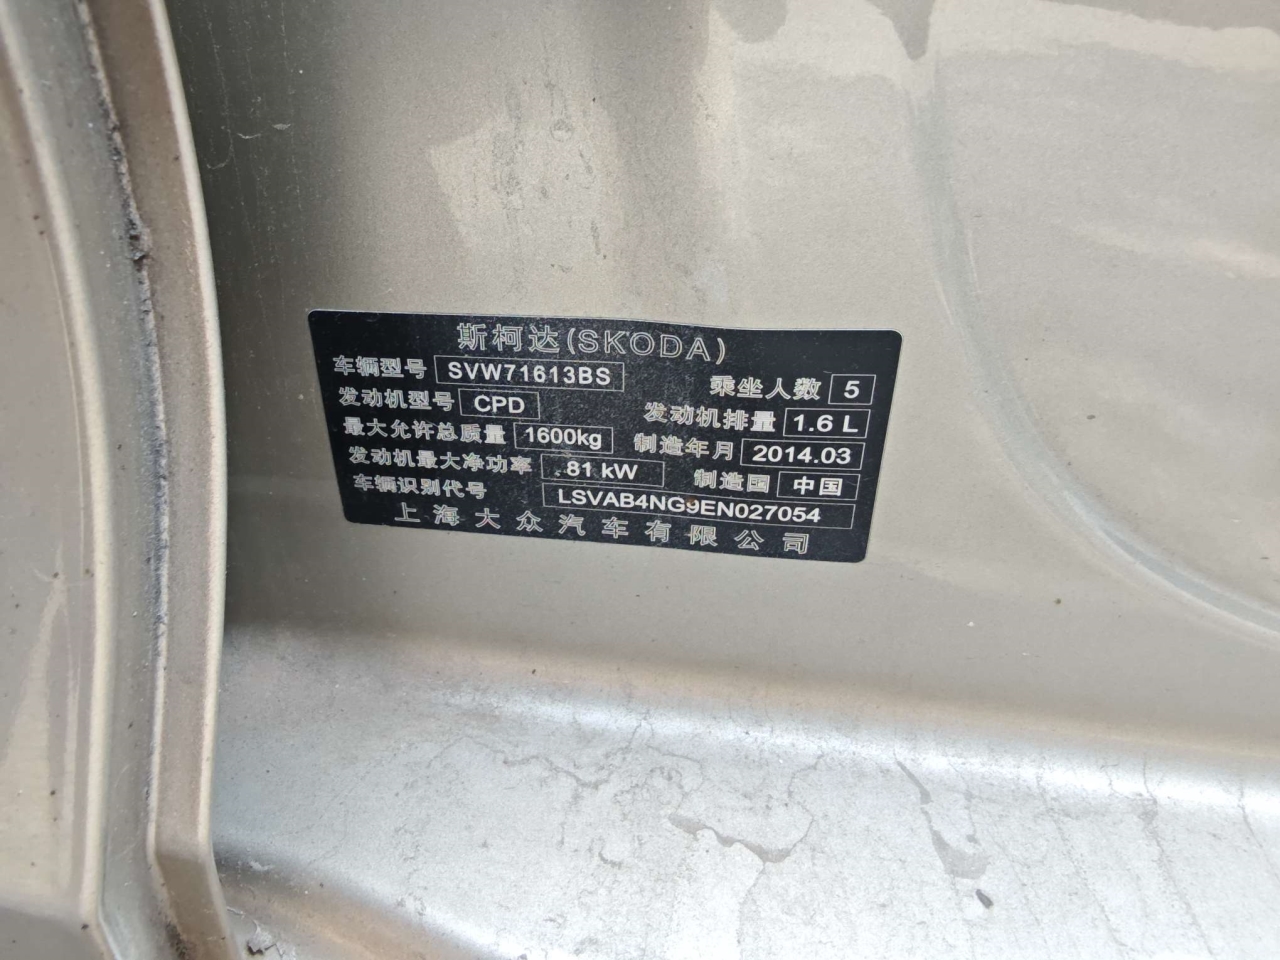 斯柯达(SKODA)
车辆型号 SVW71613BS 乘坐人数 5
发动机型号 CPD 发动机排量 1.6 L
最大允许总质量 1600kg 制造年月 2014.03
发动机最大净功率 81 kW 制造国 中国
车辆识别代号 LSVAB4NG9EN027054
上海大众汽车有限公司